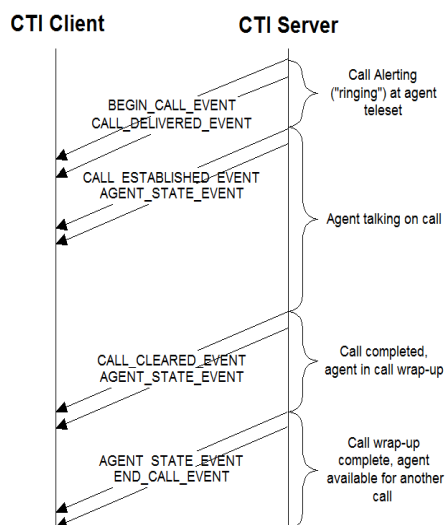 CTI Client
CTI Server
Call Alerting
("ringing") at agent
teleset
BEGIN_CALL_EVENT
CALL_DELIVERED_EVENT
CALL_ESTABLISHED_EVENT
AGENT_STATE_EVENT
Agent talking on call
CALL_CLEARED_EVENT
AGENT_STATE_EVENT
Call completed,
agent in call wrap-up
AGENT_STATE_EVENT
END_CALL_EVENT
Call wrap-up
complete, agent
available for another
call